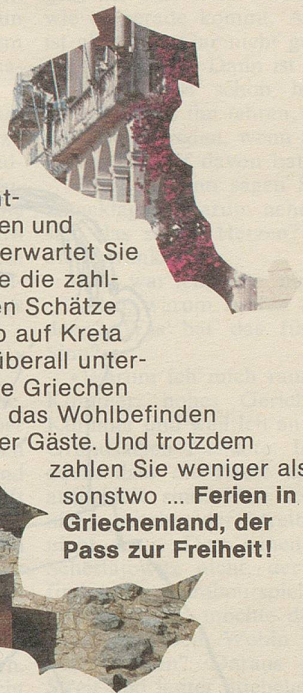 nt-
en und
erwartet Sie
e die zahl-
en Schätze
o auf Kreta
überall unter-
e Griechen
das Wohlbefinden
er Gäste. Und trotzdem
zahlen Sie weniger als
sonstwo ... Ferien in
Griechenland, der
Pass zur Freiheit!